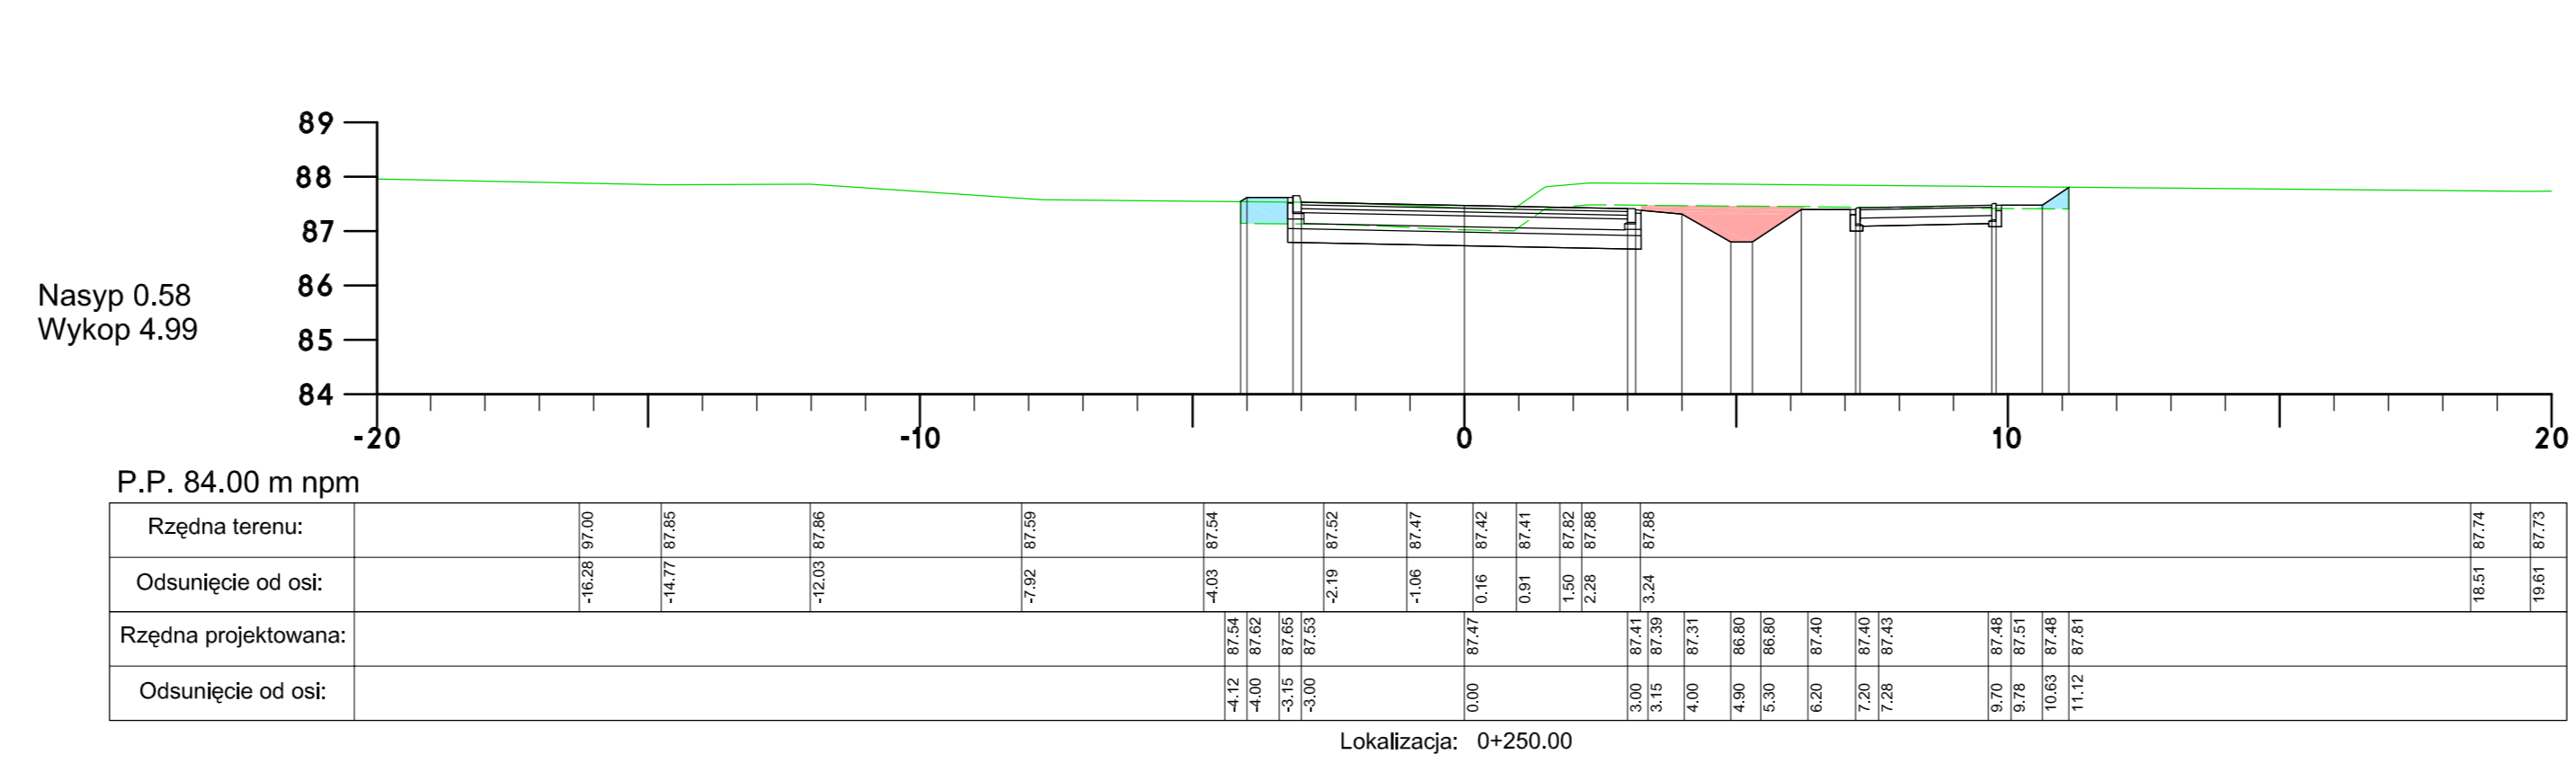 89
88
87
86
85
84
Nasyp 0.58
Wykop 4.99
-20 -10 0 10 20
P.P. 84.00 m npm
Rzędna terenu: 97.00 87.85 87.86 87.59 87.54 87.52 87.47 87.42 87.41 87.82 87.88 87.88 87.74 87.73
Odsunięcie od osi: -16.28 -14.77 -12.03 -7.92 -4.03 -2.19 -1.06 0.16 0.91 1.50 2.28 3.24 18.51 19.61
Rzędna projektowana: 87.54 87.62 87.65 87.53 87.47 87.41 87.39 87.31 86.80 86.80 87.40 87.40 87.43 87.48 87.51 87.48 87.81
Odsunięcie od osi: -4.12 -4.00 -3.15 -3.00 0.00 3.00 3.15 4.00 4.90 5.30 6.20 7.20 7.28 9.70 9.78 10.63 11.12
Lokalizacja: 0+250.00